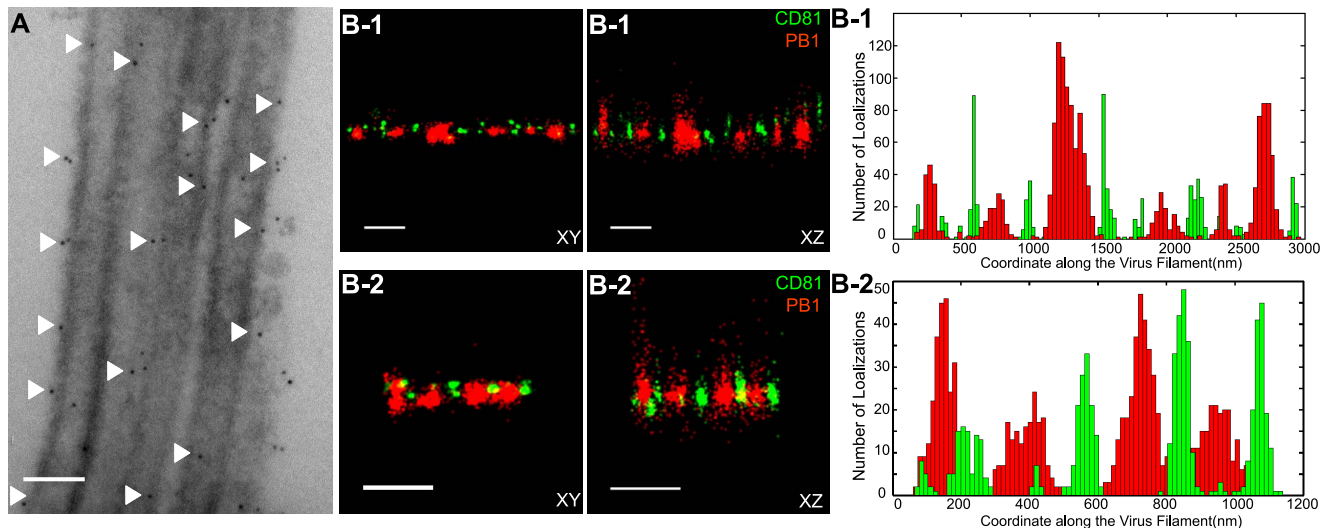 A
B-1
XY
B-1
CD81
PB1
XZ
B-2
XY
B-2
CD81
PB1
XZ
B-1
Number of Loalizations
120
100
80
60
40
20
0
0
500
1000
1500
2000
2500
3000
Coordinate along the Virus Filament(nm)
B-2
Number of Loalizations
50
40
30
20
10
0
200
400
600
800
1000
1200
Coordinate along the Virus Filament(nm)